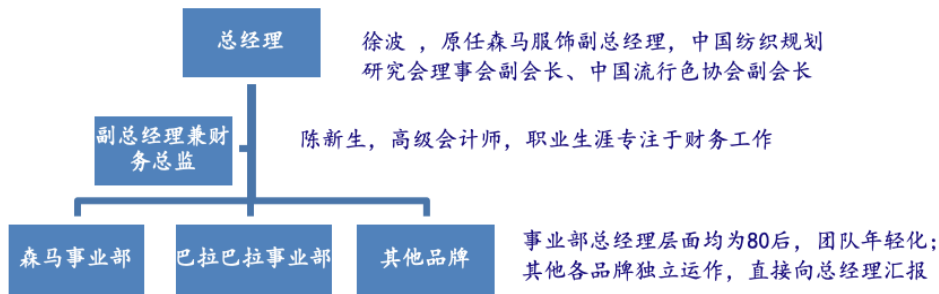 总经理
徐波 ，原任森马服饰副总经理，中国纺织规划
研究会理事会副会长、中国流行色协会副会长
副总经理兼财
务总监
陈新生，高级会计师，职业生涯专注于财务工作
森马事业部
巴拉巴拉事业部
其他品牌
事业部总经理层面均为80后，团队年轻化；
其他各品牌独立运作，直接向总经理汇报